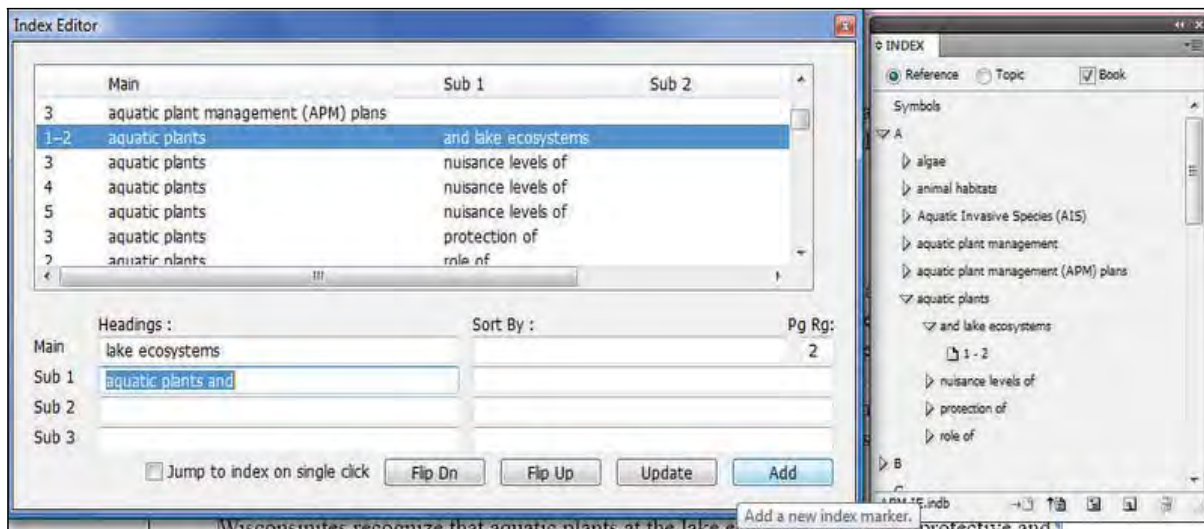 Index Editor
Main Sub 1 Sub 2
3 aquatic plant management (APM) plans
1–2 aquatic plants and lake ecosystems
3 aquatic plants nuisance levels of
4 aquatic plants nuisance levels of
5 aquatic plants nuisance levels of
3 aquatic plants protection of
2 aquatic plants role of
Headings : Sort By : Pg Rg:
Main lake ecosystems 2
Sub 1 aquatic plants and
Sub 2
Sub 3
Jump to index on single click Flip Dn Flip Up Update Add
Add a new index marker.
INDEX
Reference Topic Book
Symbols
A
algae
animal habitats
Aquatic Invasive Species (AIS)
aquatic plant management
aquatic plant management (APM) plans
aquatic plants
and lake ecosystems
1 - 2
nuisance levels of
protection of
role of
B
Wisconsinites recognize that aquatic plants at the lake protective and